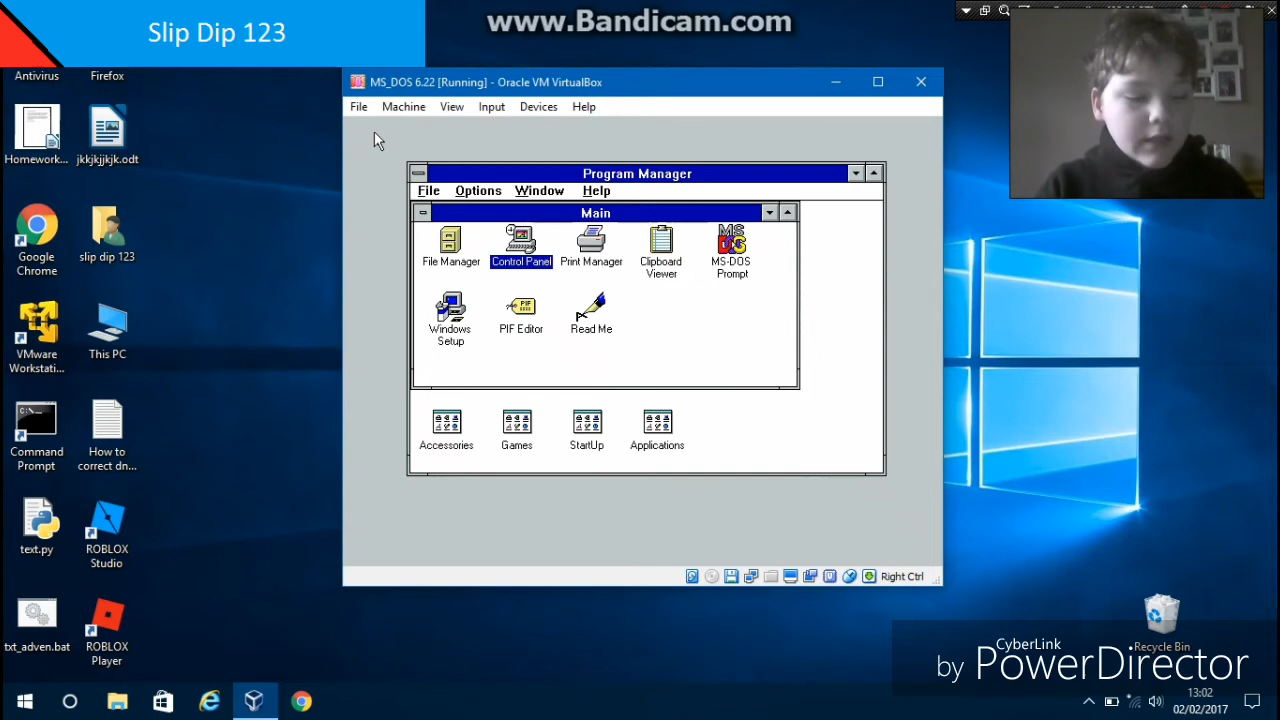 Slip Dip 123
www.Bandicam.com
Antivirus
Firefox
MS_DOS 6.22 [Running] - Oracle VM VirtualBox
File Machine View Input Devices Help
Homework...
jkkjkjjkjk.odt
Program Manager
File Options Window Help
Main
File Manager
Control Panel
Print Manager
Clipboard
Viewer
MS-DOS
Prompt
Windows
Setup
PIF Editor
Read Me
Accessories
Games
StartUp
Applications
Google
Chrome
slip dip 123
VMware
Workstati...
This PC
Command
Prompt
How to
correct dn...
text.py
ROBLOX
Studio
txt_adven.bat
ROBLOX
Player
Right Ctrl
Recycle Bin
CyberLink
by PowerDirector
13:02
02/02/2017